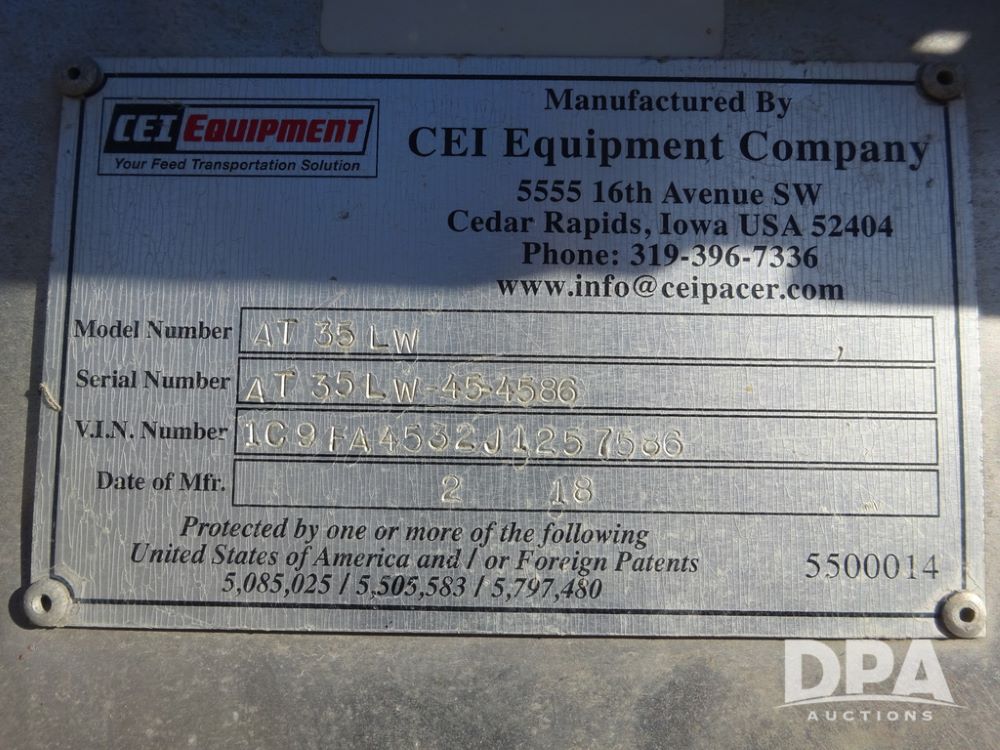 CEI EQUIPMENT
Your Feed Transportation Solution
Manufactured By
CEI Equipment Company
5555 16th Avenue SW
Cedar Rapids, Iowa USA 52404
Phone: 319-396-7336
www.info@ceipacer.com
Model Number AT 35 LW
Serial Number AT 35 LW-45-4586
V.I.N. Number 1C9FA4532J1257586
Date of Mfr. 2 18
Protected by one or more of the following
United States of America and / or Foreign Patents
5,085,025 / 5,505,583 / 5,797,480
5500014
DPA
AUCTIONS